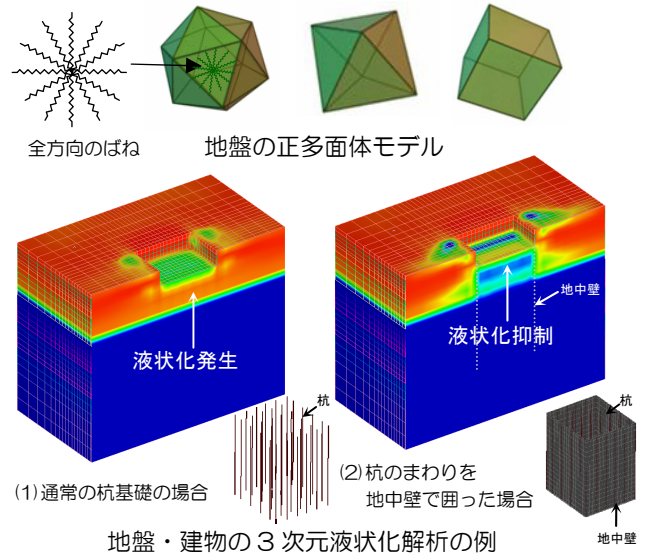 全方向のばね
地盤の正多面体モデル
液状化発生
液状化抑制
地中壁
杭
杭
(1)通常の杭基礎の場合
(2)杭のまわりを
地中壁で囲った場合
地中壁
地盤・建物の3次元液状化解析の例